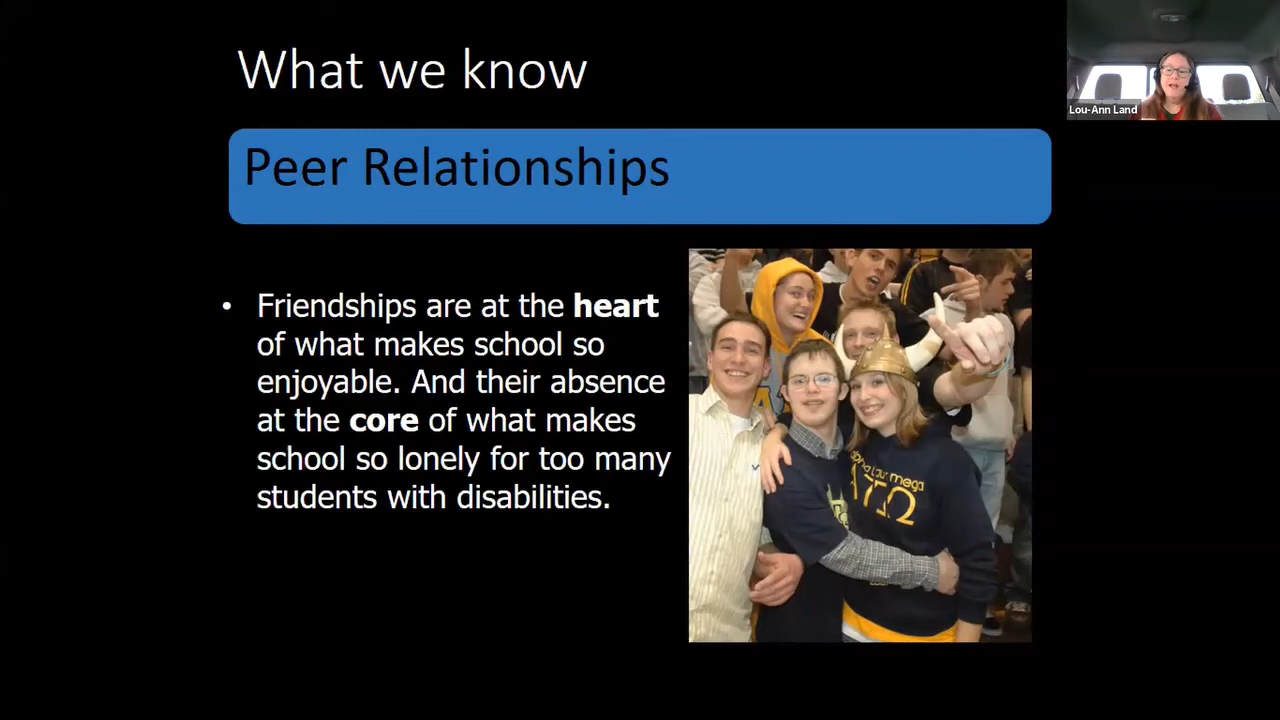 What we know
Lou-Ann Land
Peer Relationships
• Friendships are at the heart
of what makes school so
enjoyable. And their absence
at the core of what makes
school so lonely for too many
students with disabilities.
ΑΤΩ